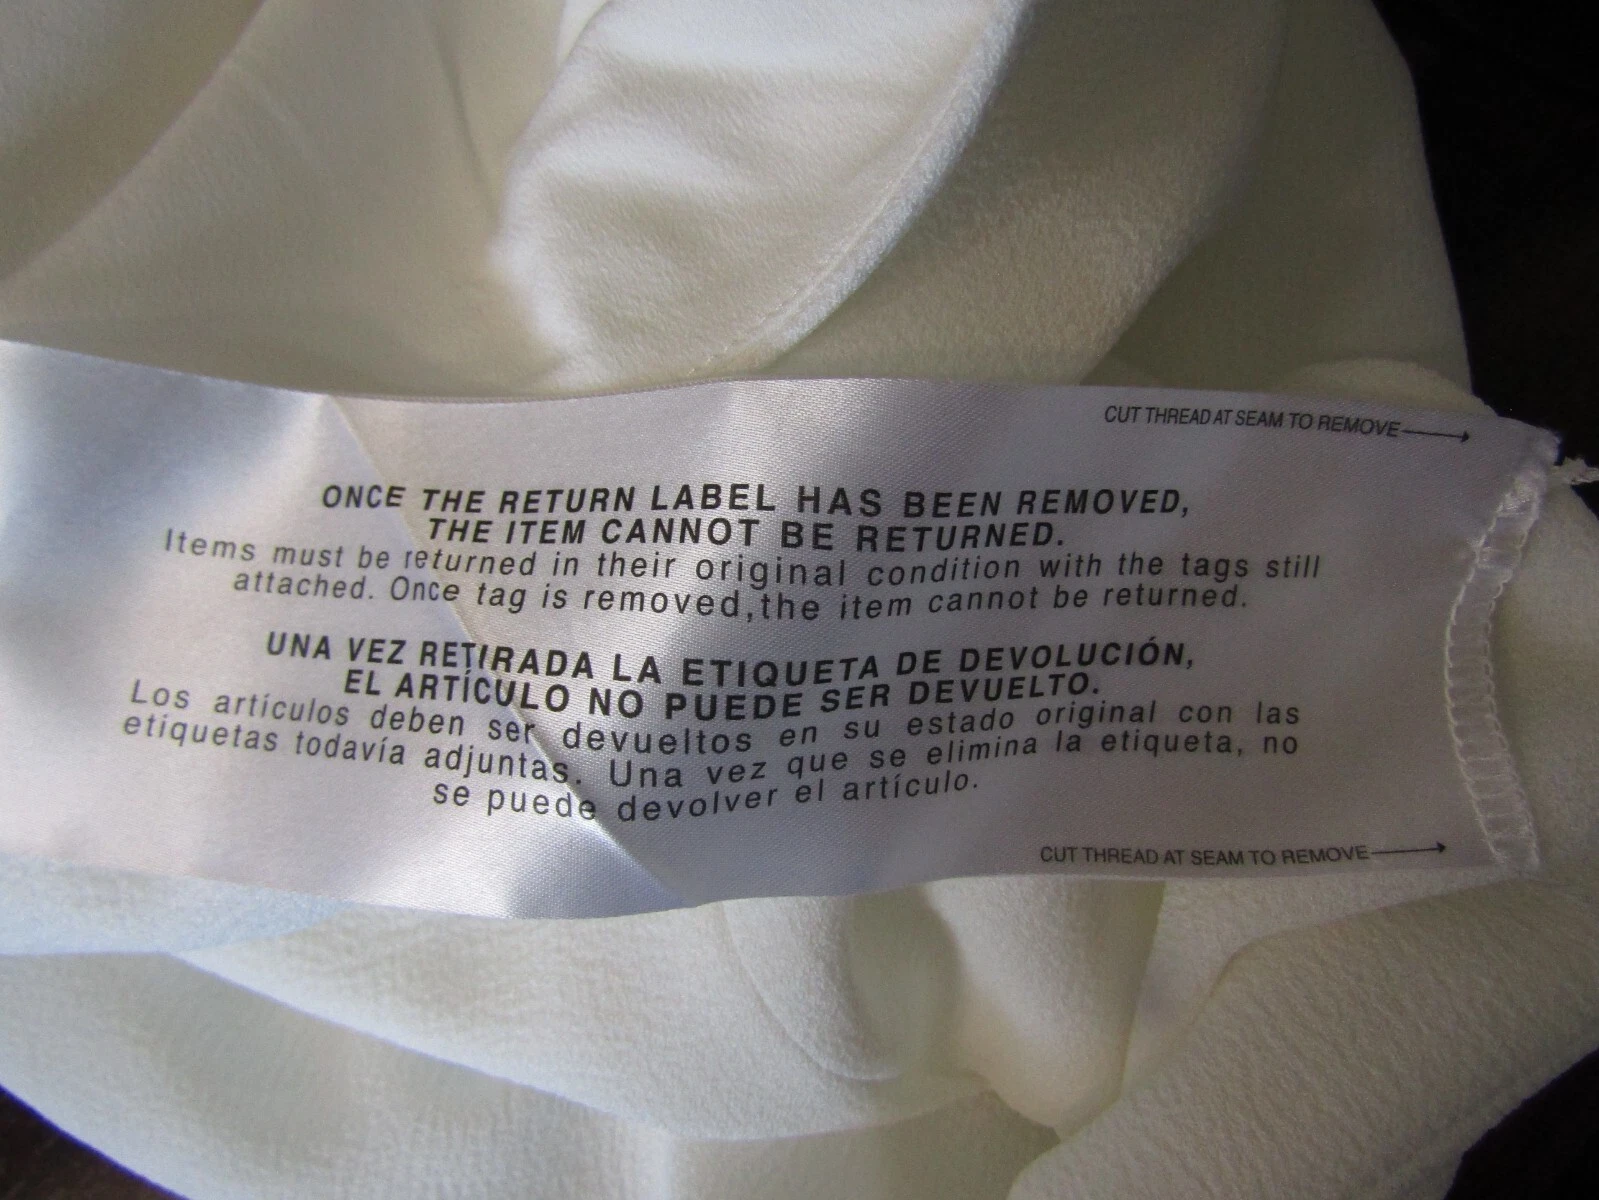 CUT THREAD AT SEAM TO REMOVE
ONCE THE RETURN LABEL HAS BEEN REMOVED,
THE ITEM CANNOT BE RETURNED.
Items must be returned in their original condition with the tags still
attached. Once tag is removed,the item cannot be returned.
UNA VEZ RETIRADA LA ETIQUETA DE DEVOLUCIÓN,
EL ARTÍCULO NO PUEDE SER DEVUELTO.
Los artículos deben ser devueltos en su estado original con las
etiquetas todavía adjuntas. Una vez que se elimina la etiqueta, no
se puede devolver el artículo.
CUT THREAD AT SEAM TO REMOVE